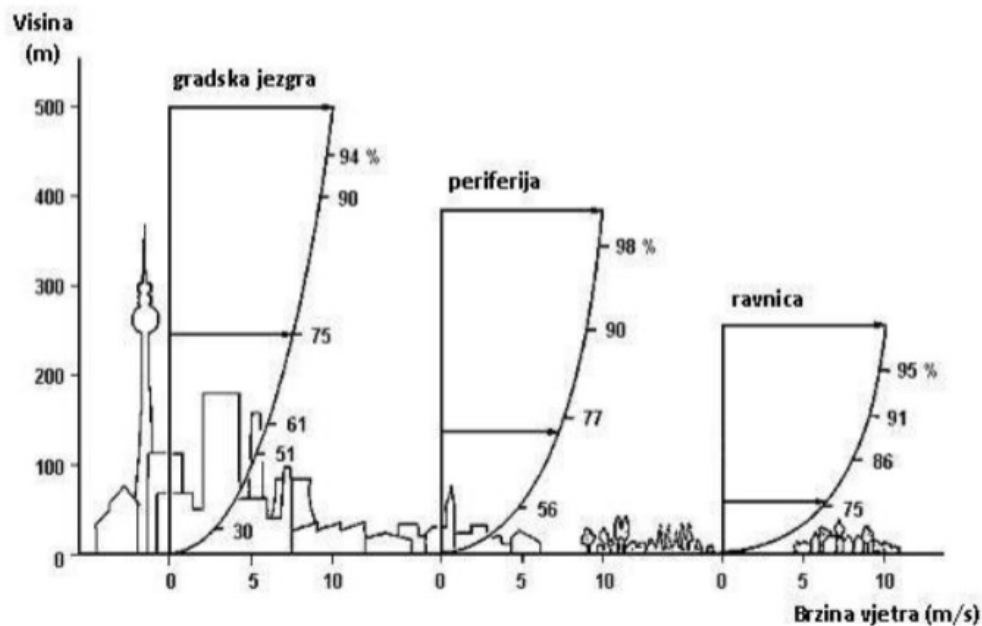 Visina
(m)
gradska jezgra
500
94 %
400
90
periferija
98 %
300
ravnica
75
90
95 %
200
61
77
91
51
86
100
30
56
75
0
0 5 10 0 5 10 0 5 10
Brzina vjetra (m/s)